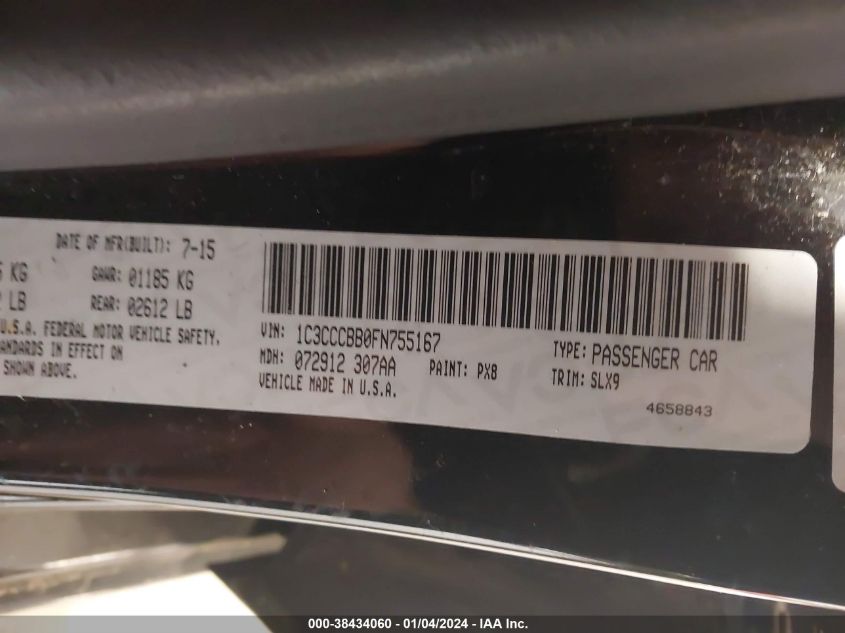 DATE OF MFR(BUILT): 7-15
KG GAWR: 01185 KG
LB REAR: 02612 LB
U.S.A. FEDERAL MOTOR VEHICLE SAFETY.
IN EFFECT ON
SHOWN ABOVE.
VIN: 1C3CCCBB0FN755167
MDH: 072912 307AA PAINT: PX8
VEHICLE MADE IN U.S.A.
TYPE: PASSENGER CAR
TRIM: SLX9
4658843
000-38434060 - 01/04/2024 - IAA Inc.